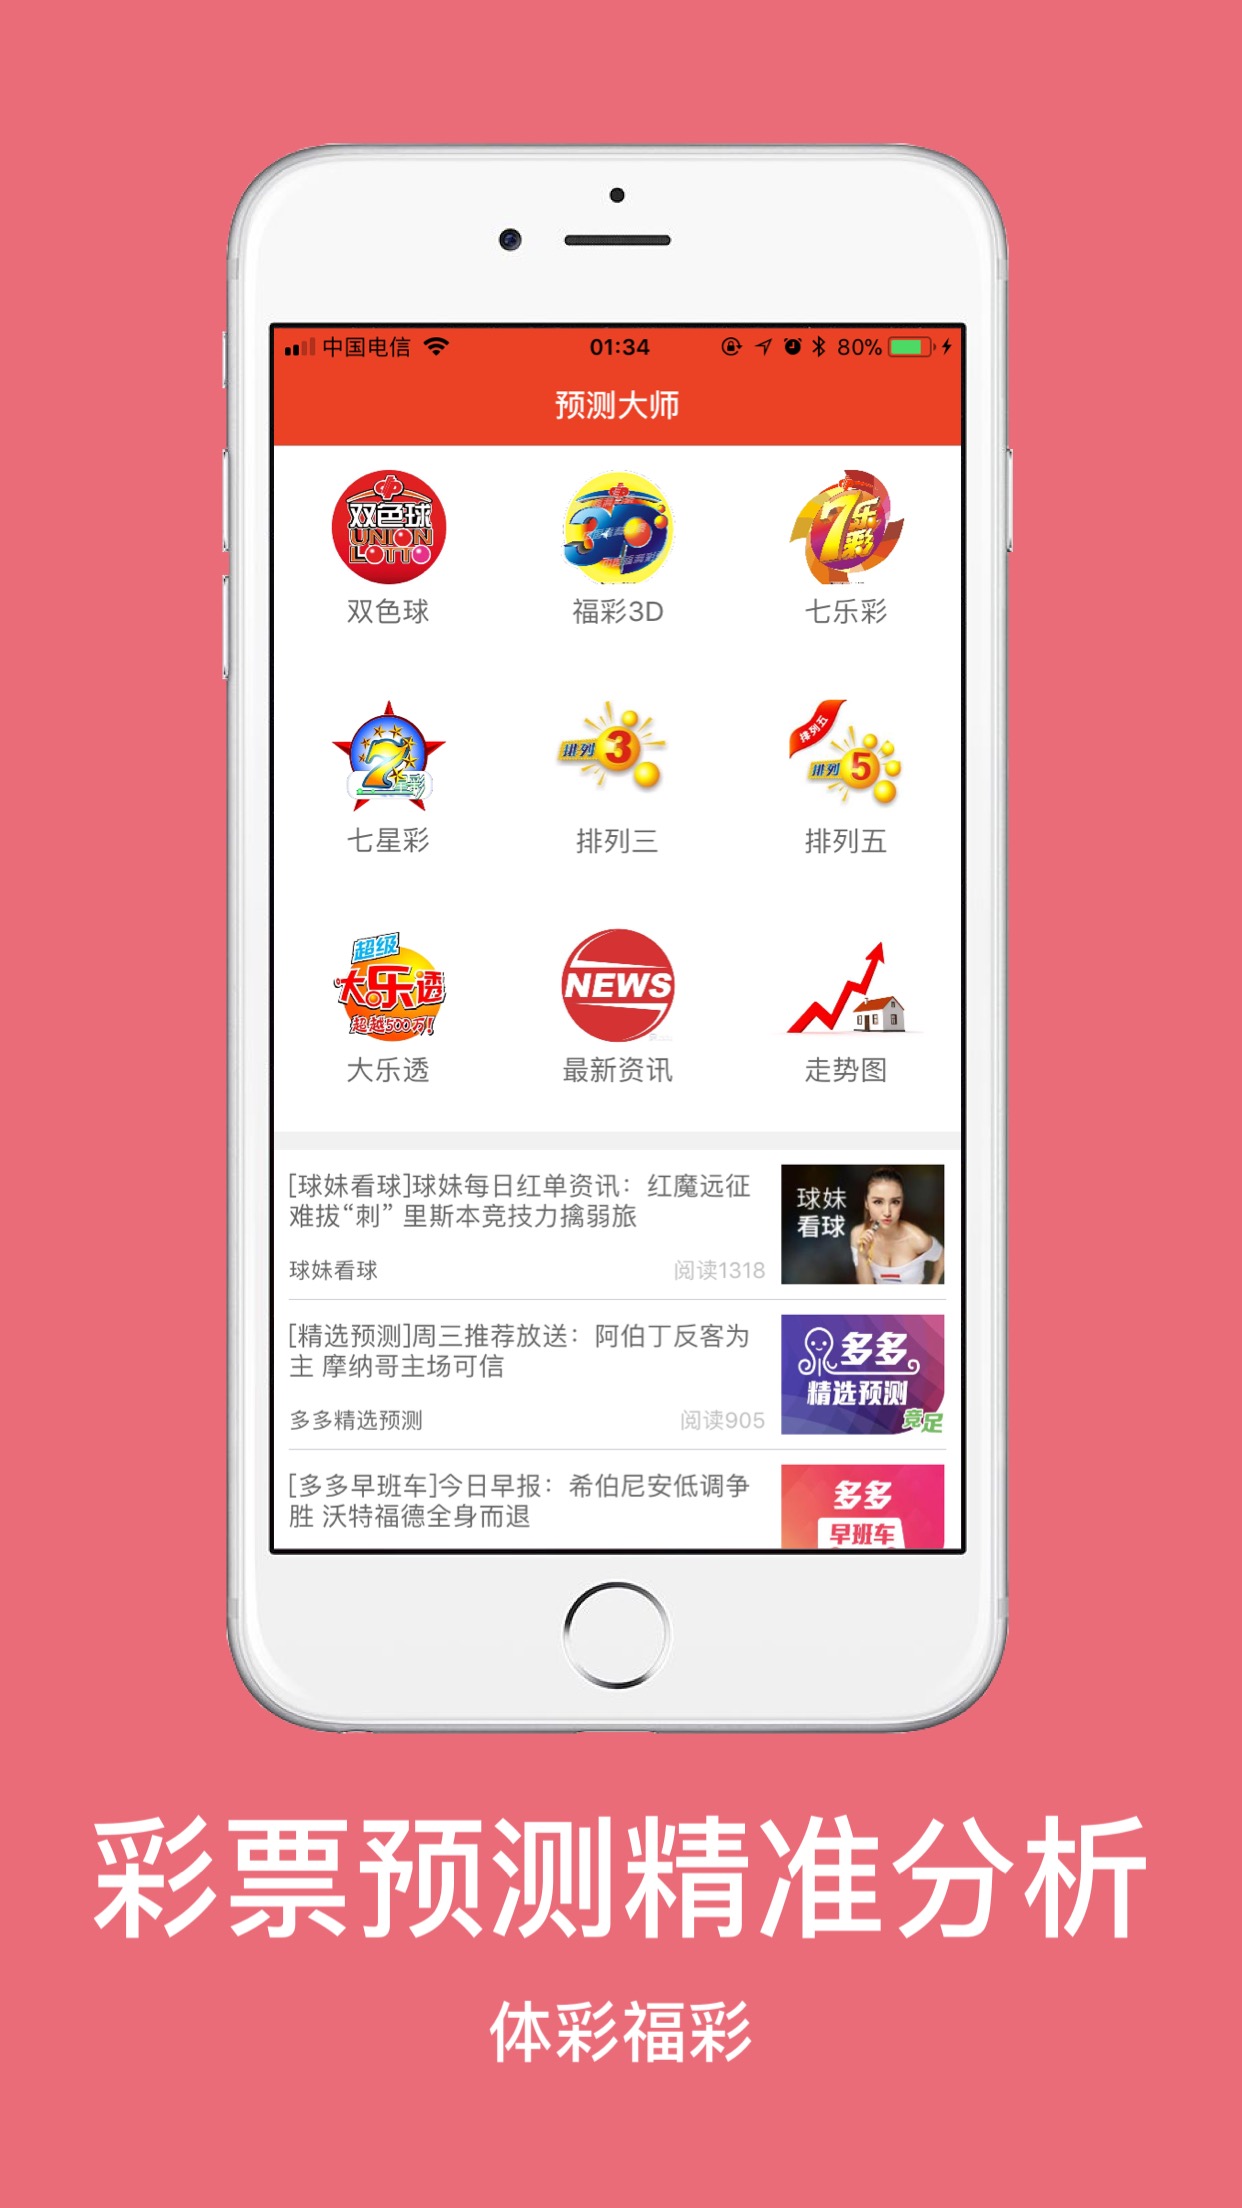 中国电信
01:34
80%
预测大师
双色球
UNION
LOTTO
3D
7乐彩
双色球
福彩3D
七乐彩
7星彩
排列3
排列五
排列5
七星彩
排列三
排列五
超级
大乐透
超越500万!
NEWS
大乐透
最新资讯
走势图
[球妹看球]球妹每日红单资讯：红魔远征
难拔“刺” 里斯本竞技力擒弱旅
球妹看球
阅读1318
球妹
看球
[精选预测]周三推荐放送：阿伯丁反客为
主 摩纳哥主场可信
多多精选预测
阅读905
多多
精选预测
竞足
[多多早班车]今日早报：希伯尼安低调争
胜 沃特福德全身而退
多多
早班车
彩票预测精准分析
体彩福彩